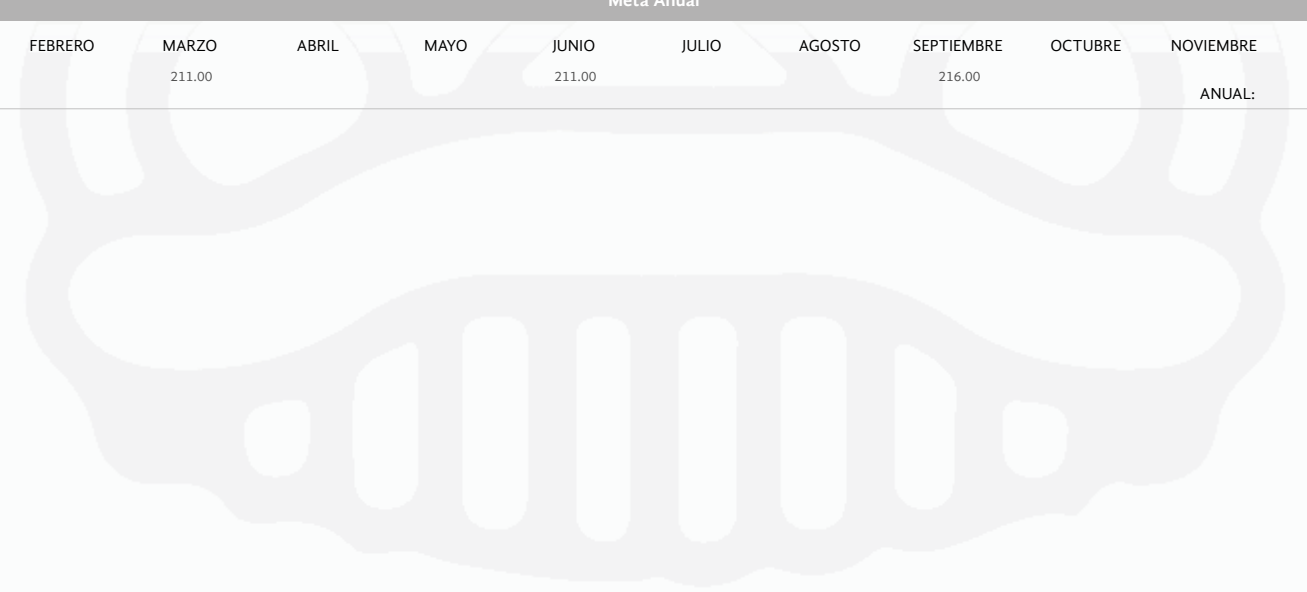 Meta Anual
FEBRERO MARZO ABRIL MAYO JUNIO JULIO AGOSTO SEPTIEMBRE OCTUBRE NOVIEMBRE
211.00 211.00 216.00
ANUAL: